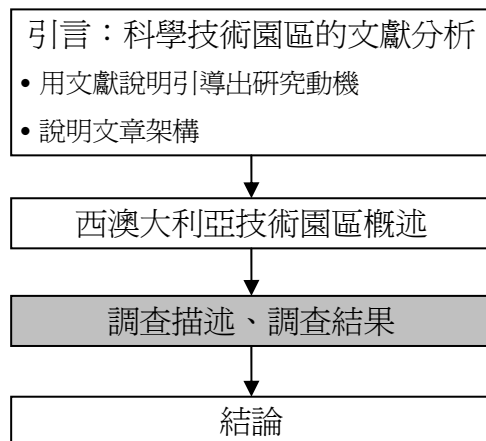 引言：科學技術園區的文獻分析
• 用文獻說明引導出研究動機
• 說明文章架構
西澳大利亞技術園區概述
調查描述、調查結果
結論